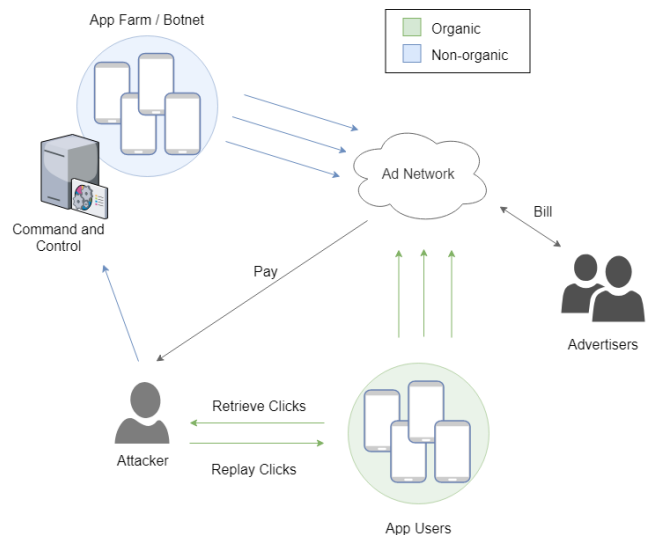 App Farm / Botnet
Organic
Non-organic
Ad Network
Command and
Control
Bill
Pay
Advertisers
Retrieve Clicks
Attacker
Replay Clicks
App Users